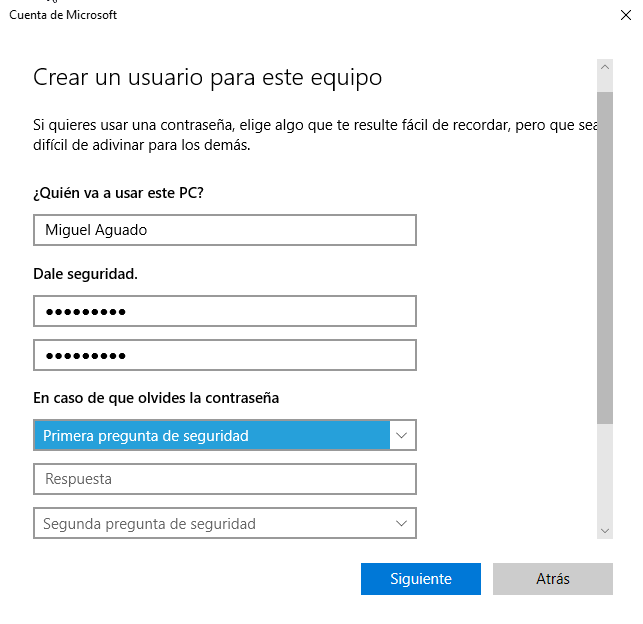 Cuenta de Microsoft
Crear un usuario para este equipo
Si quieres usar una contraseña, elige algo que te resulte fácil de recordar, pero que sea
difícil de adivinar para los demás.
¿Quién va a usar este PC?
Miguel Aguado
Dale seguridad.
●●●●●●●●●
●●●●●●●●●
En caso de que olvides la contraseña
Primera pregunta de seguridad
Respuesta
Segunda pregunta de seguridad
Siguiente
Atrás